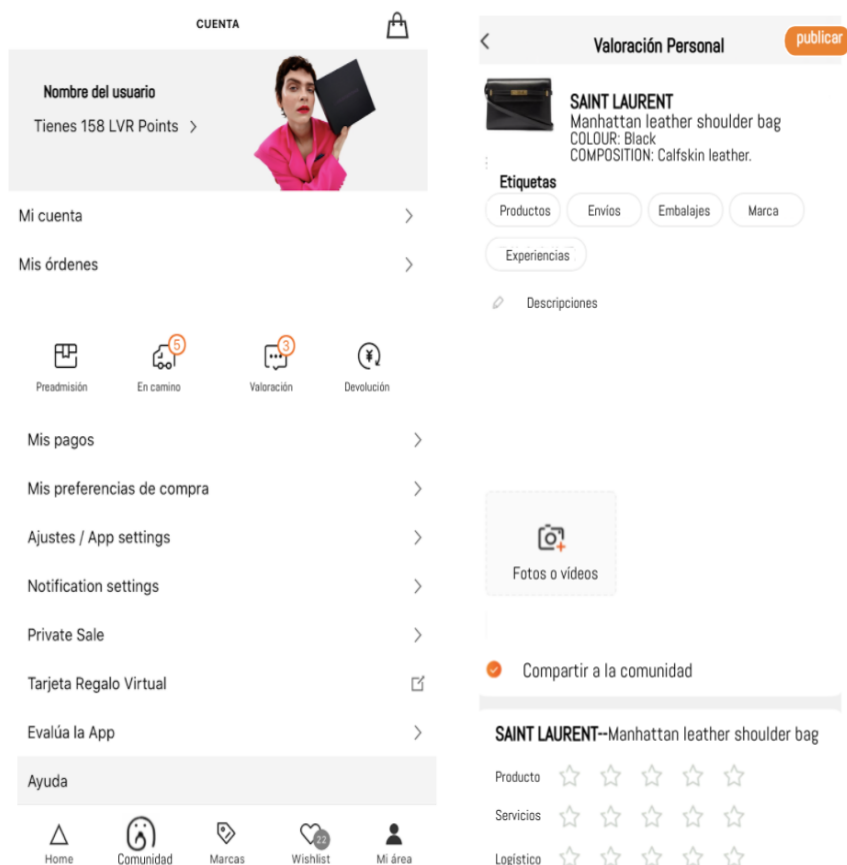 CUENTA
Nombre del usuario
Tienes 158 LVR Points >
Mi cuenta
Mis órdenes
5
3
Preadmisión
En camino
Valoración
Devolución
Mis pagos
Mis preferencias de compra
Ajustes / App settings
Notification settings
Private Sale
Tarjeta Regalo Virtual
Evalúa la App
Ayuda
22
Home
Comunidad
Marcas
Wishlist
Mi área
Valoración Personal
publicar
SAINT LAURENT
Manhattan leather shoulder bag
COLOUR: Black
COMPOSITION: Calfskin leather.
Etiquetas
Productos
Envíos
Embalajes
Marca
Experiencias
Descripciones
Fotos o vídeos
Compartir a la comunidad
SAINT LAURENT--Manhattan leather shoulder bag
Producto
Servicios
Logístico